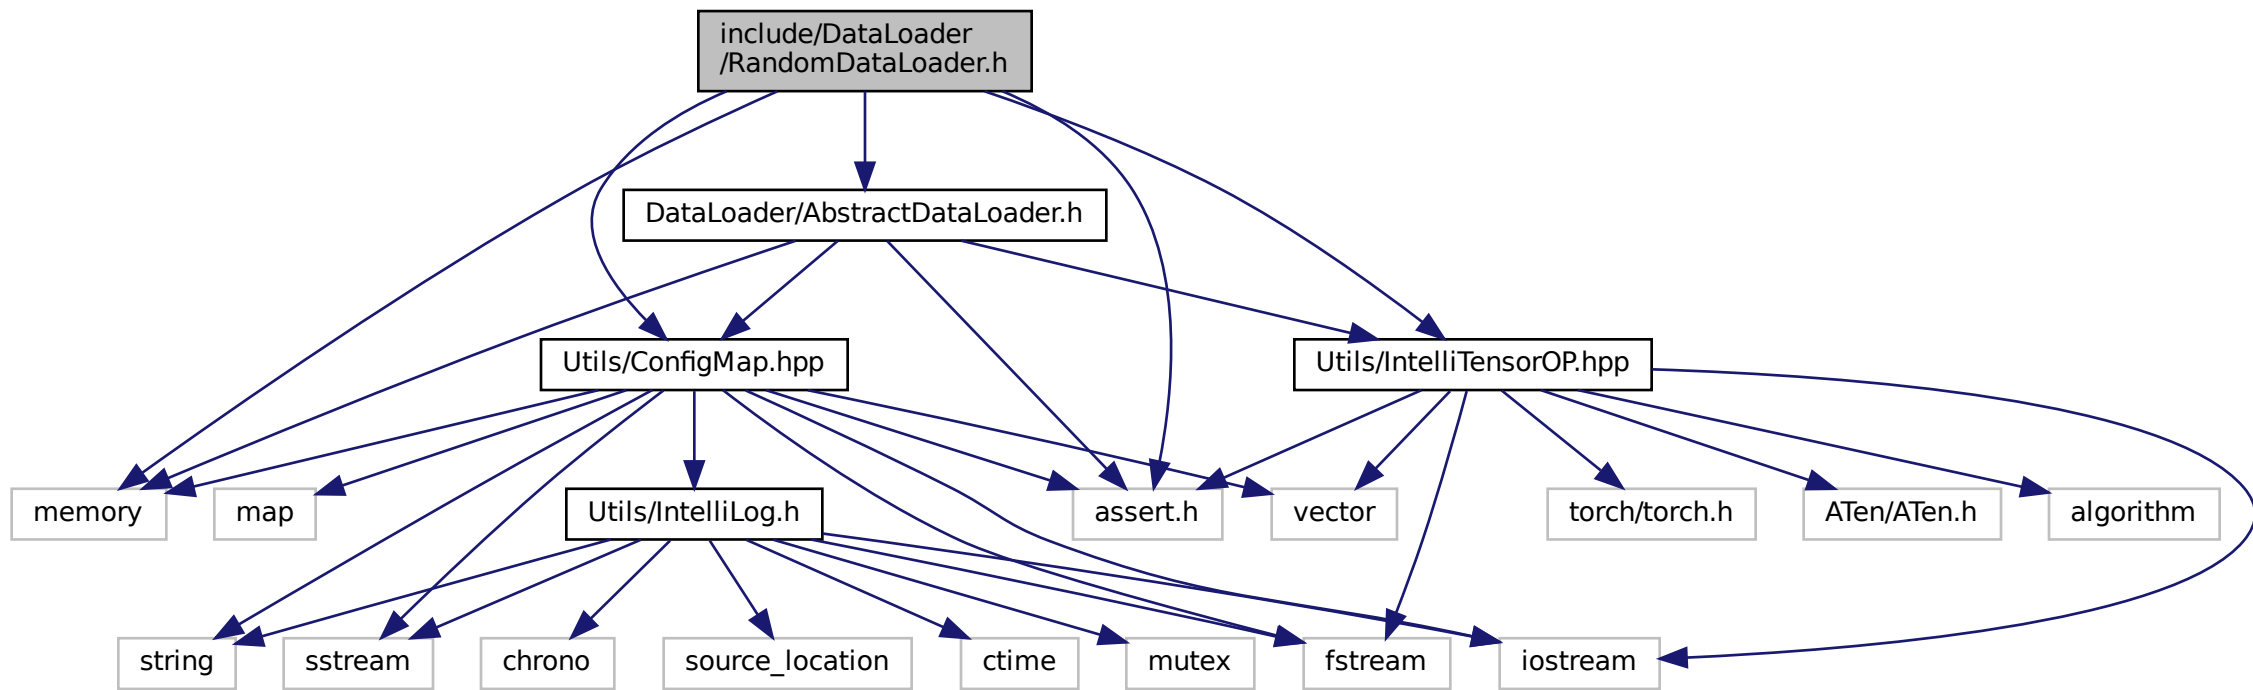 include/DataLoader
/RandomDataLoader.h
DataLoader/AbstractDataLoader.h
Utils/ConfigMap.hpp
Utils/IntelliTensorOP.hpp
memory
map
Utils/IntelliLog.h
assert.h
vector
torch/torch.h
ATen/ATen.h
algorithm
string
sstream
chrono
source_location
ctime
mutex
fstream
iostream